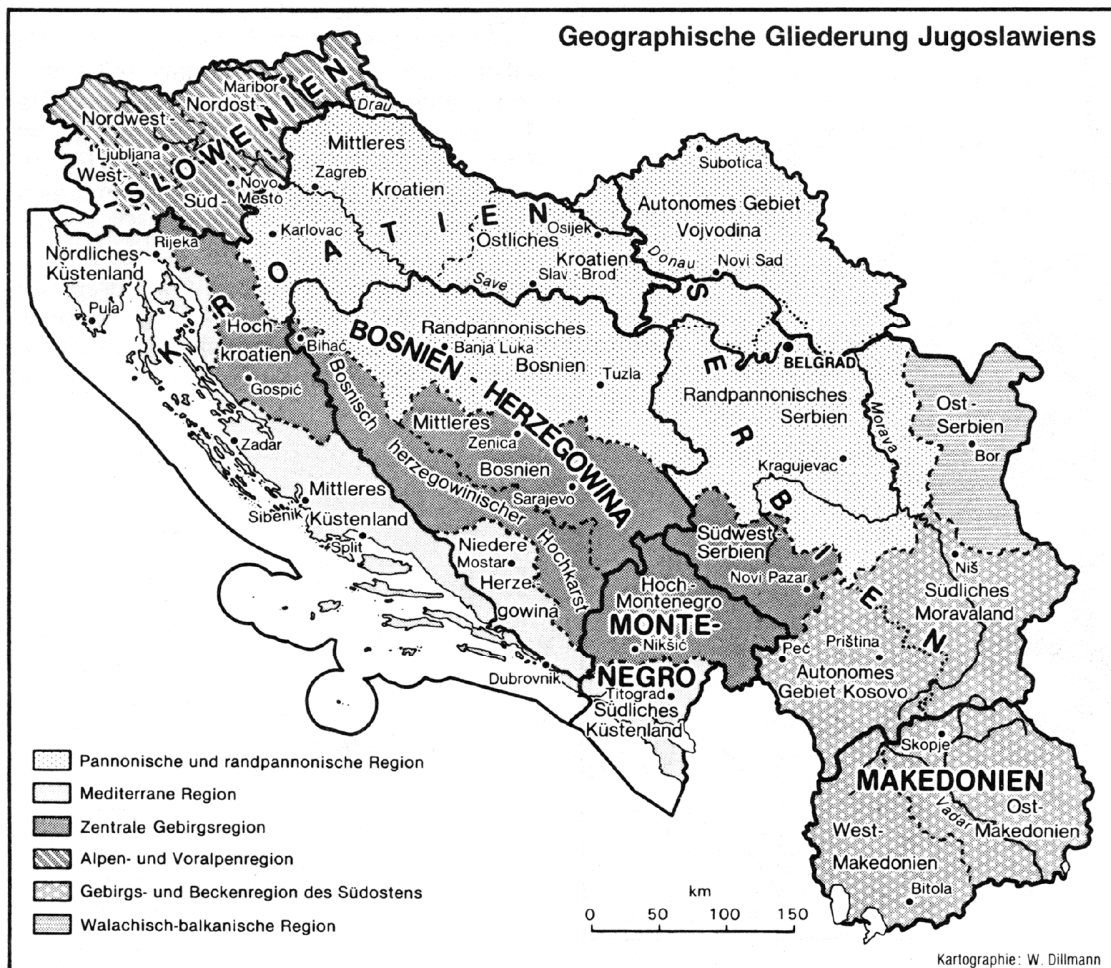 Geographische Gliederung Jugoslawiens
SLOWENIEN
Maribor
Nordost-
Nordwest-
Ljubljana
West-
Süd-
Novo
Mesto
Drau
KROATIEN
Mittleres
Kroatien
Zagreb
Karlovac
Östliches
Kroatien
Osijek
Slav. Brod
Save
Rijeka
Nördliches
Küstenland
Pula
Hoch-
kroatien
Gospić
Zadar
Mittleres
Küstenland
Šibenik
Split
Dubrovnik
BOSNIEN - HERZEGOWINA
Randpannonisches
Bosnien
Banja Luka
Bihać
Tuzla
Mittleres
Bosnien
Zenica
Sarajevo
Bosnisch
herzegowinischer
Hochkarst
Niedere
Herze-
gowina
Mostar
SERBIEN
Subotica
Autonomes Gebiet
Vojvodina
Donau
Novi Sad
BELGRAD
Randpannonisches
Serbien
Morava
Kragujevac
Ost-
Serbien
Bor
Südwest-
Serbien
Novi Pazar
Niš
Südliches
Moravaland
Peć
Priština
Autonomes
Gebiet Kosovo
MONTE-
NEGRO
Hoch-
Montenegro
Nikšić
Titograd
Südliches
Küstenland
MAKEDONIEN
Skopje
Vadar
Ost-
Makedonien
West-
Makedonien
Bitola
Pannonische und randpannonische Region
Mediterrane Region
Zentrale Gebirgsregion
Alpen- und Voralpenregion
Gebirgs- und Beckenregion des Südostens
Walachisch-balkanische Region
km
0 50 100 150
Kartographie: W. Dillmann